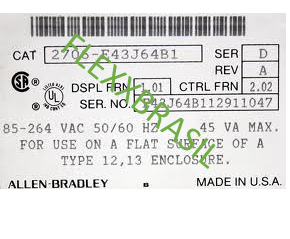 CAT 2706-E43J64B1 SER D
REV A
DSPL FRN 1.01 CTRL FRN 2.02
SER. NO. E43J64B112911047
85-264 VAC 50/60 HZ 45 VA MAX.
FOR USE ON A FLAT SURFACE OF A
TYPE 12,13 ENCLOSURE.
ALLEN-BRADLEY B MADE IN U.S.A.
FLEXXBRASIL